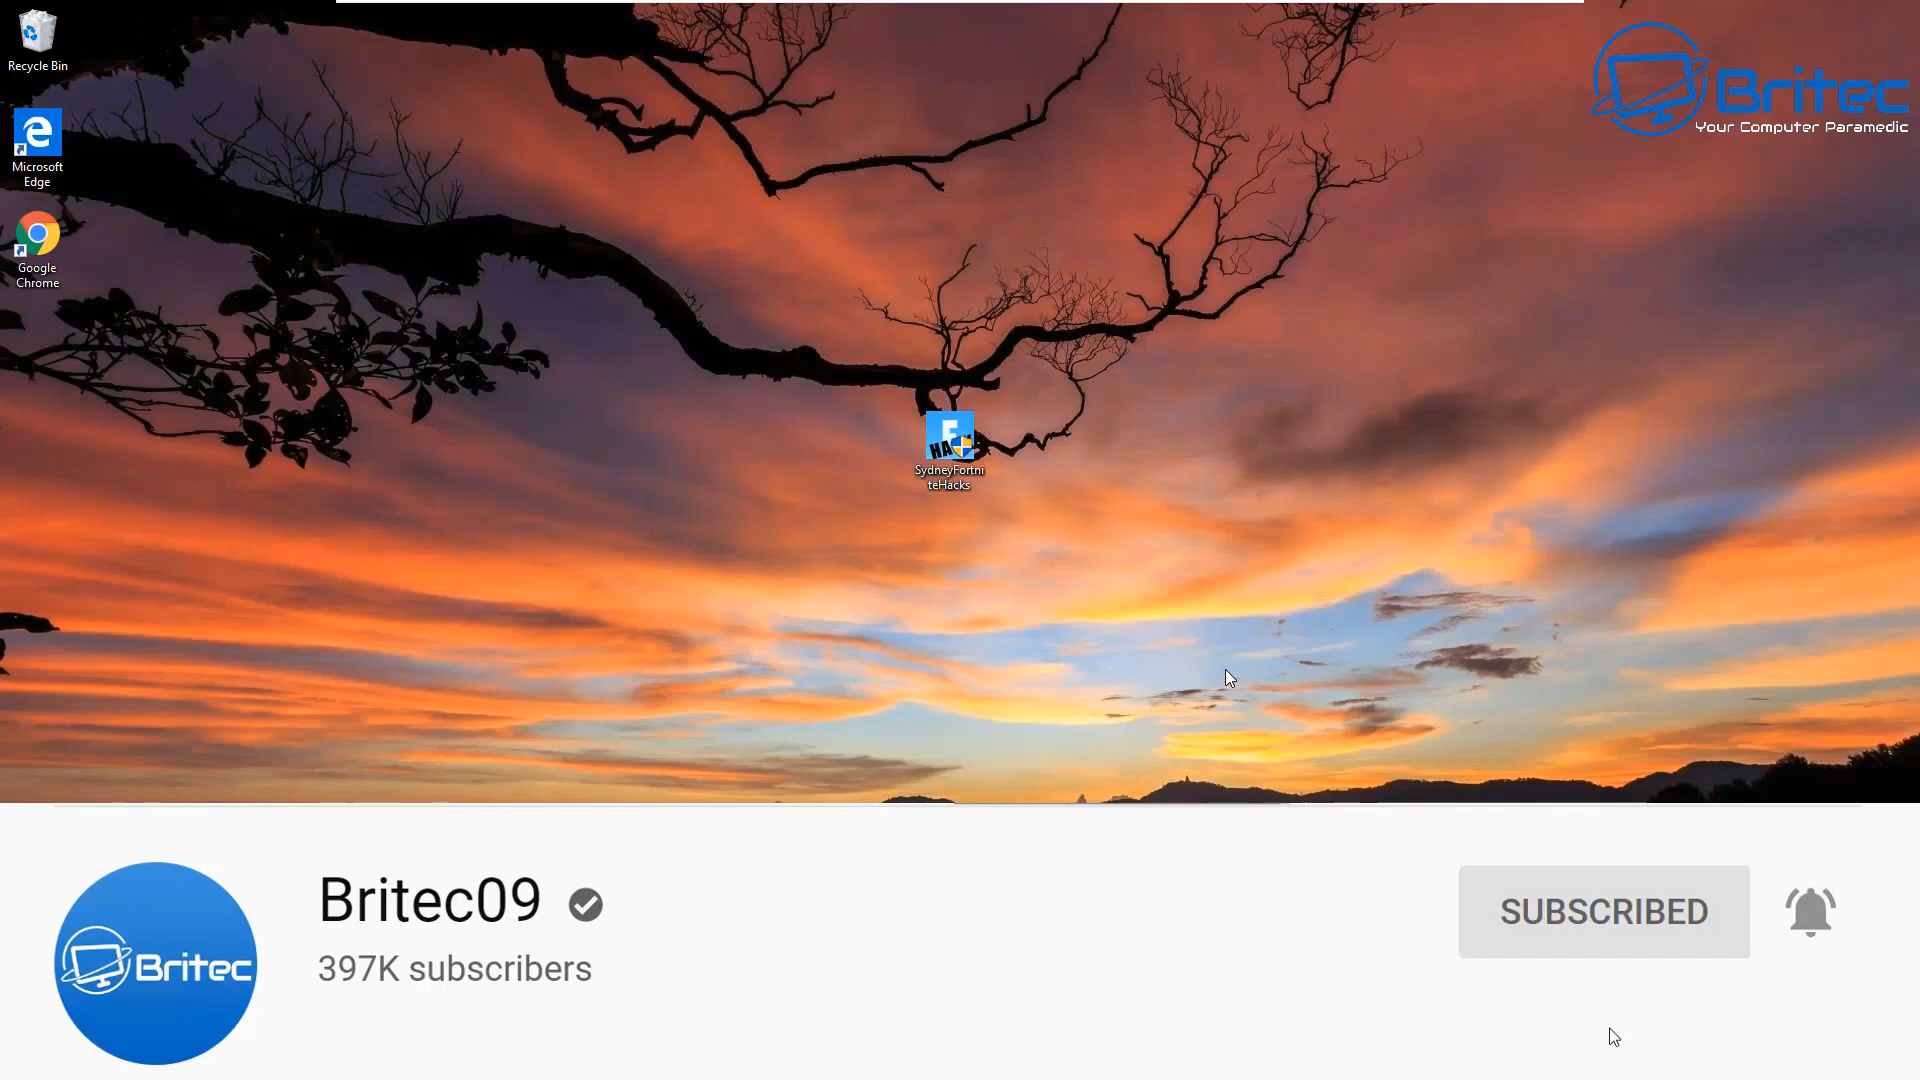 Recycle Bin
Britec
Your Computer Paramedic
Microsoft
Edge
Google
Chrome
SydneyFortni
teHacks
Britec09
397K subscribers
SUBSCRIBED
Britec